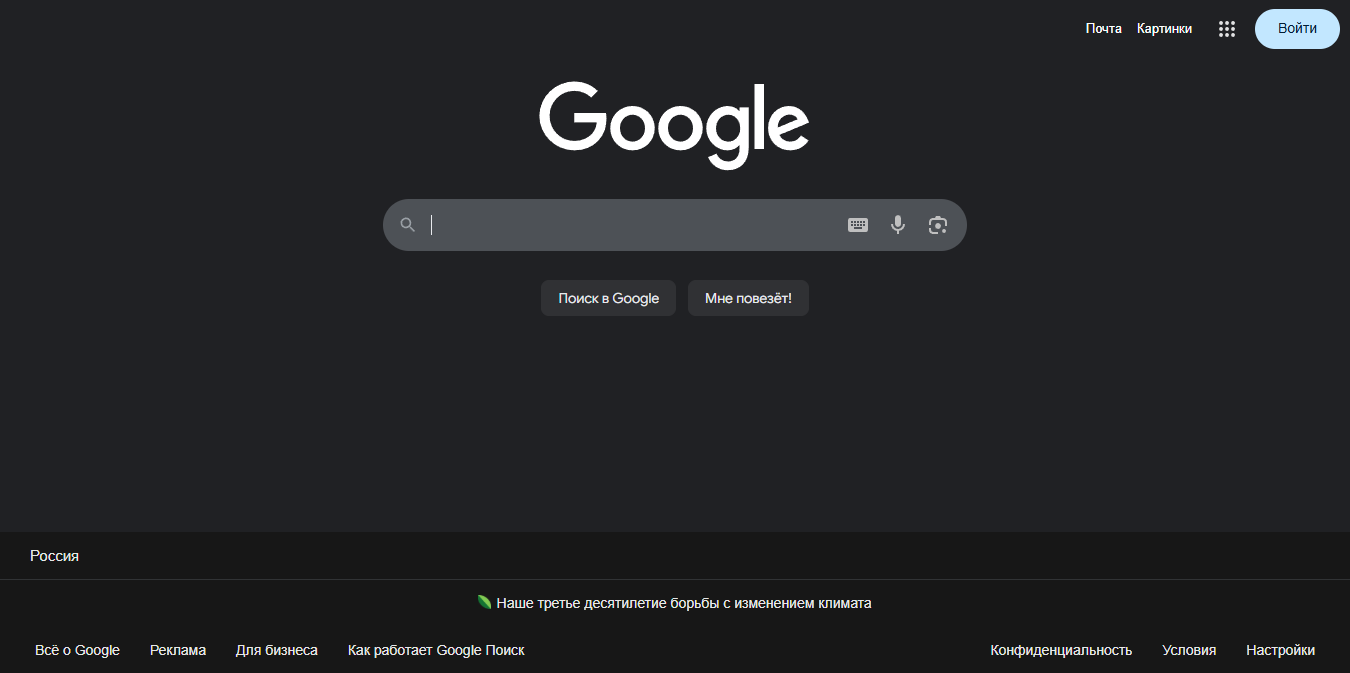 Почта Картинки Войти
Google
Поиск в Google Мне повезёт!
Россия
Наше третье десятилетие борьбы с изменением климата
Всё о Google Реклама Для бизнеса Как работает Google Поиск Конфиденциальность Условия Настройки